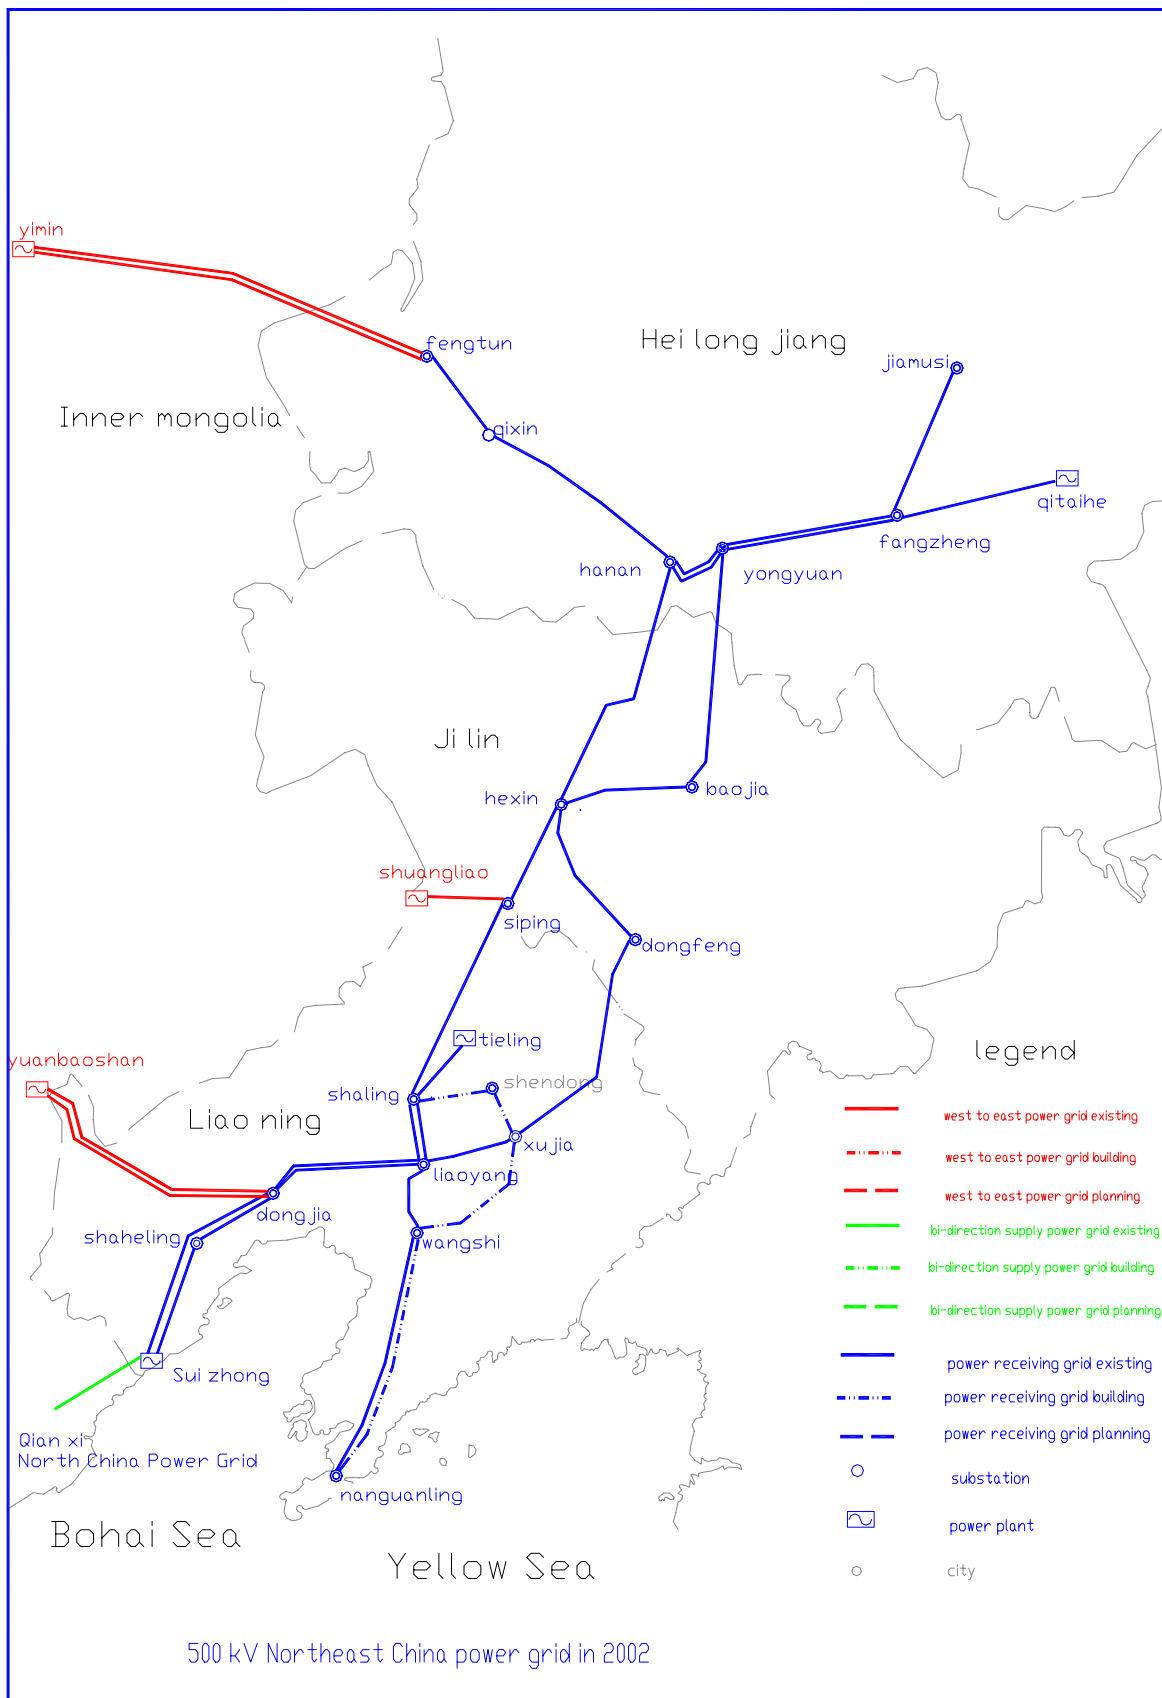 yimin
fengtun
Hei long jiang
jiamusi
Inner mongolia
qixin
qitaihe
fangzheng
hanan
yongyuan
Ji lin
hexin
baojia
shuangliao
siping
dongfeng
tieling
legend
yuanbaoshan
shendong
shaling
Liao ning
xujia
west to east power grid existing
liaoyang
west to east power grid building
west to east power grid planning
dongjia
shaheling
wangshi
bi-direction supply power grid existing
bi-direction supply power grid building
bi-direction supply power grid planning
Sui zhong
power receiving grid existing
power receiving grid building
Qian xi
North China Power Grid
power receiving grid planning
substation
nanguanling
power plant
Bohai Sea
Yellow Sea
city
500 kV Northeast China power grid in 2002